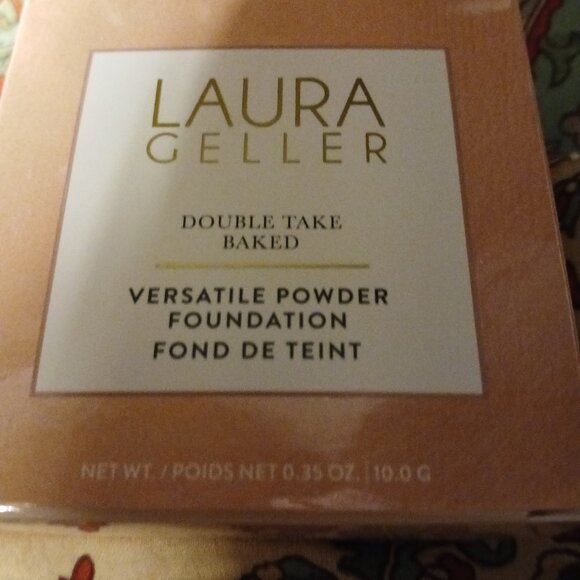 LAURA
GELLER
DOUBLE TAKE
BAKED
VERSATILE POWDER
FOUNDATION
FOND DE TEINT
NET WT. / POIDS NET 0.35 OZ. | 10.0 G